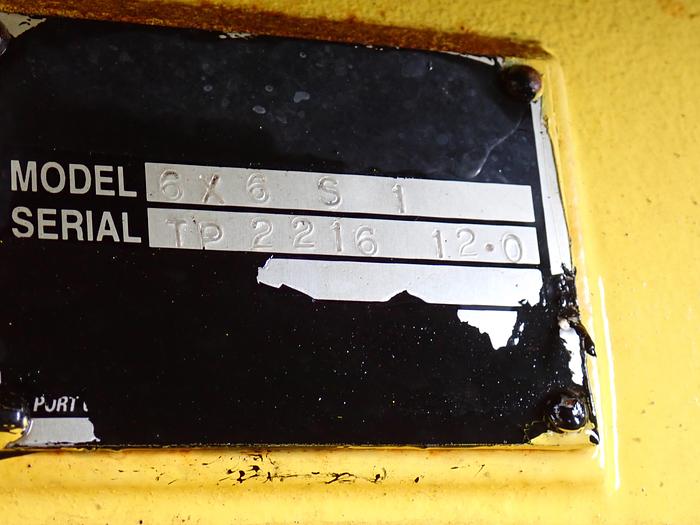 MODEL 6X6 S 1
SERIAL TP 2216 12.0
PORT